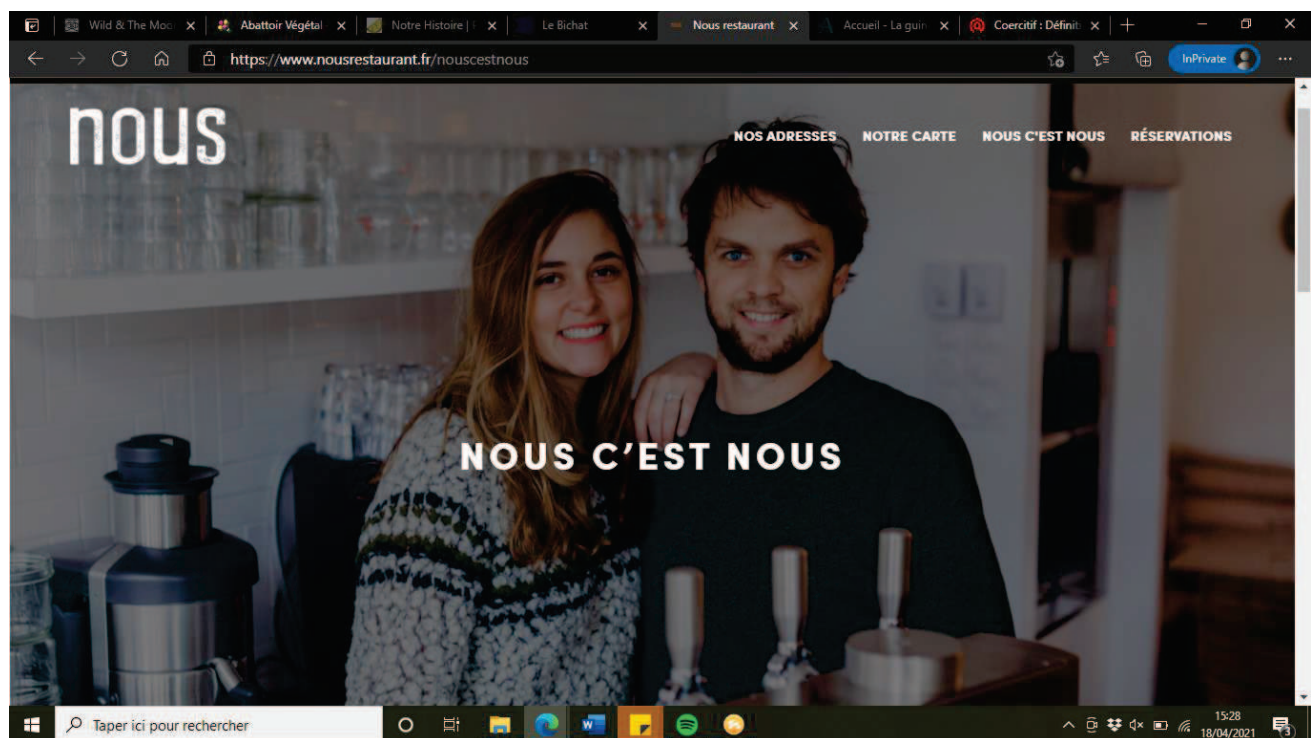 Wild & The Moo
Abattoir Végétal
Notre Histoire |
Le Bichat
Nous restaurant
Accueil - La guin
Coercitif : Définiti
https://www.nousrestaurant.fr/nouscestnous
InPrivate
nous
NOS ADRESSES NOTRE CARTE NOUS C'EST NOUS RÉSERVATIONS
NOUS C'EST NOUS
Taper ici pour rechercher
15:28
18/04/2021
3